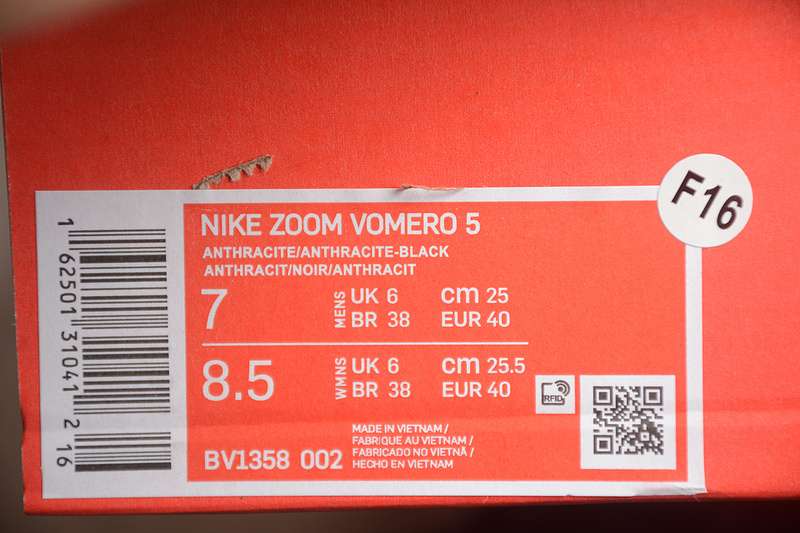 F16
NIKE ZOOM VOMERO 5
ANTHRACITE/ANTHRACITE-BLACK
ANTHRACIT/NOIR/ANTHRACIT
7 MENS UK 6 cm 25
BR 38 EUR 40
8.5 WMNS UK 6 cm 25.5
BR 38 EUR 40
RFID
MADE IN VIETNAM /
FABRIQUE AU VIETNAM /
FABRICADO NO VIETNÃ /
HECHO EN VIETNAM
BV1358 002
1 62501 31041 2 16